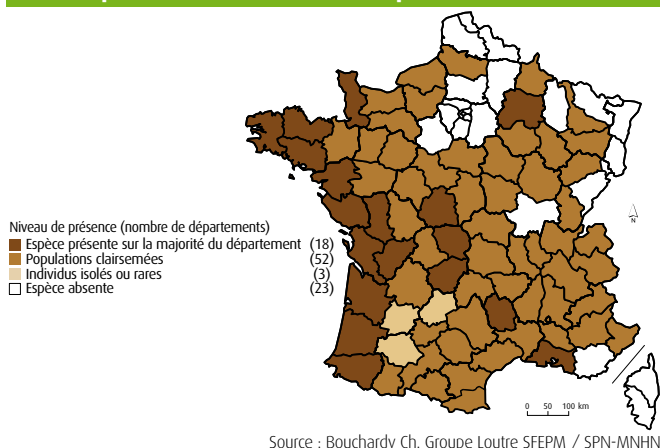 Niveau de présence (nombre de départements)
Espèce présente sur la majorité du département (18)
Populations clairsemées (52)
Individus isolés ou rares (3)
Espèce absente (23)
N
0 50 100 km
Source : Bouchardy Ch. Groupe Loutre SFEPM / SPN-MNHN